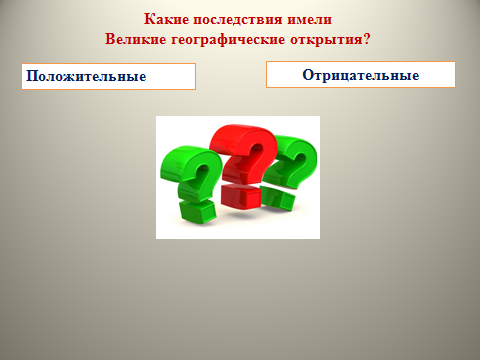 Какие последствия имели
Великие географические открытия?
Положительные
Отрицательные